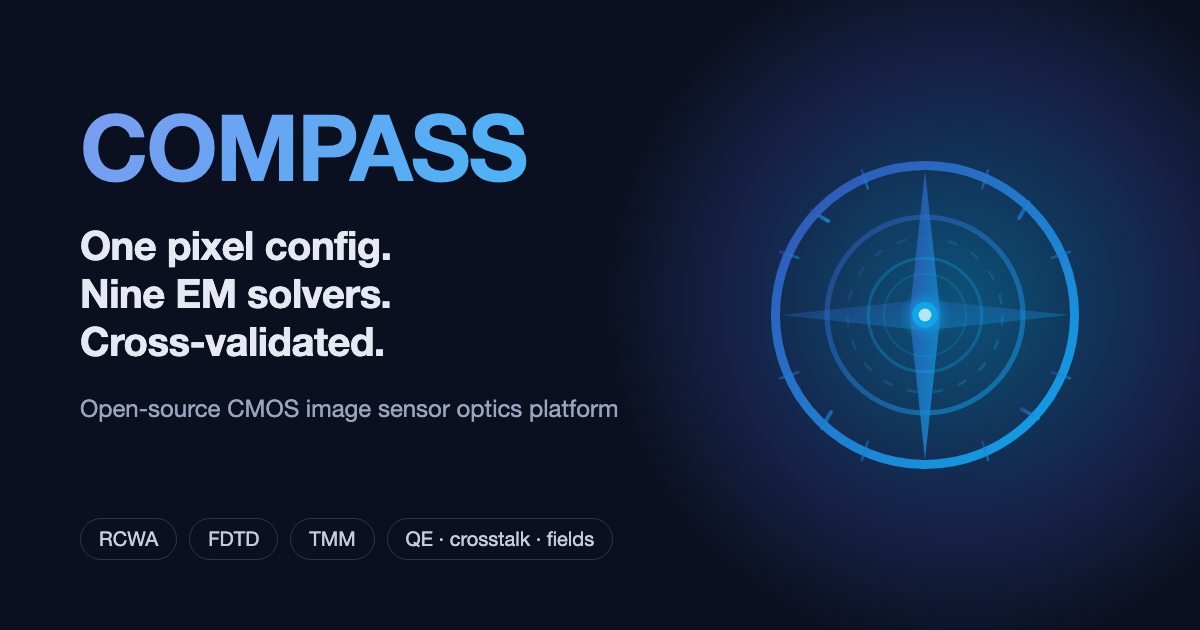 COMPASS
One pixel config.
Nine EM solvers.
Cross-validated.
Open-source CMOS image sensor optics platform
RCWA FDTD TMM QE · crosstalk · fields